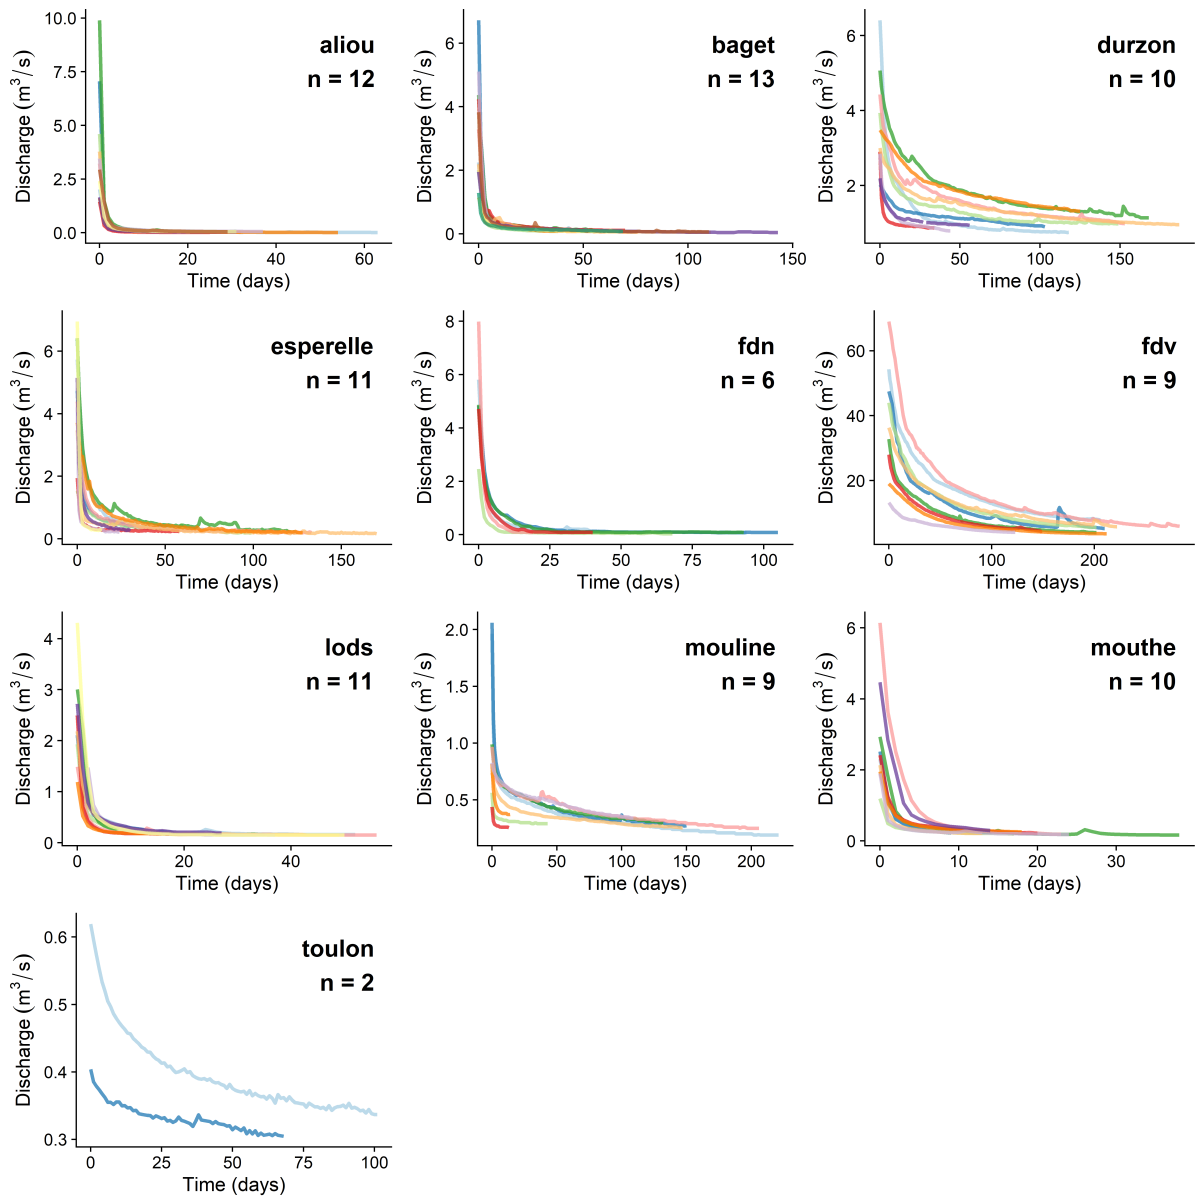 aliou
n = 12
Discharge (m³/s)
10.0
7.5
5.0
2.5
0.0
0 20 40 60
Time (days)
baget
n = 13
Discharge (m³/s)
6
4
2
0
0 50 100 150
Time (days)
durzon
n = 10
Discharge (m³/s)
6
4
2
0 50 100 150
Time (days)
esperelle
n = 11
Discharge (m³/s)
6
4
2
0
0 50 100 150
Time (days)
fdn
n = 6
Discharge (m³/s)
8
6
4
2
0
0 25 50 75 100
Time (days)
fdv
n = 9
Discharge (m³/s)
60
40
20
0 100 200
Time (days)
lods
n = 11
Discharge (m³/s)
4
3
2
1
0
0 20 40
Time (days)
mouline
n = 9
Discharge (m³/s)
2.0
1.5
1.0
0.5
0 50 100 150 200
Time (days)
mouthe
n = 10
Discharge (m³/s)
6
4
2
0
0 10 20 30
Time (days)
toulon
n = 2
Discharge (m³/s)
0.6
0.5
0.4
0.3
0 25 50 75 100
Time (days)